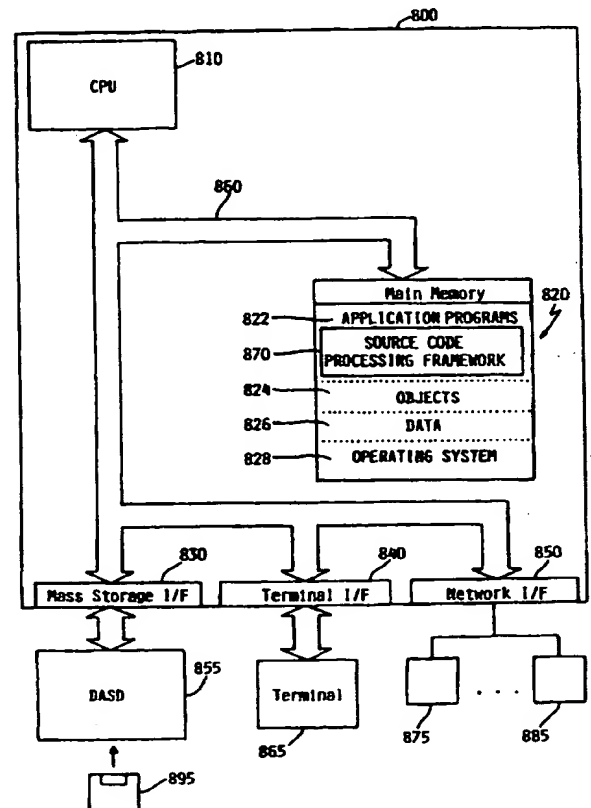 800
CPU
810
860
Main Memory
820
822
APPLICATION PROGRAMS
870
SOURCE CODE
PROCESSING FRAMEWORK
824
OBJECTS
826
DATA
828
OPERATING SYSTEM
830
840
850
Mass Storage I/F
Terminal I/F
Network I/F
DASD
855
Terminal
865
875
. . .
885
895